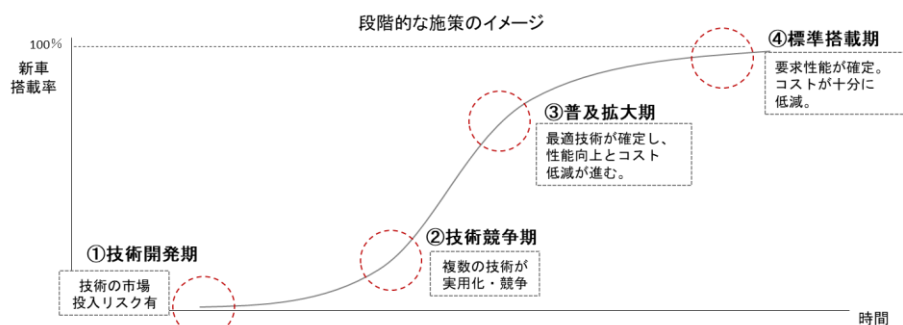 段階的な施策のイメージ
100%
新車
搭載率
④標準搭載期
要求性能が確定。
コストが十分に
低減。
③普及拡大期
最適技術が確定し、
性能向上とコスト
低減が進む。
②技術競争期
複数の技術が
実用化・競争
①技術開発期
技術の市場
投入リスク有
時間